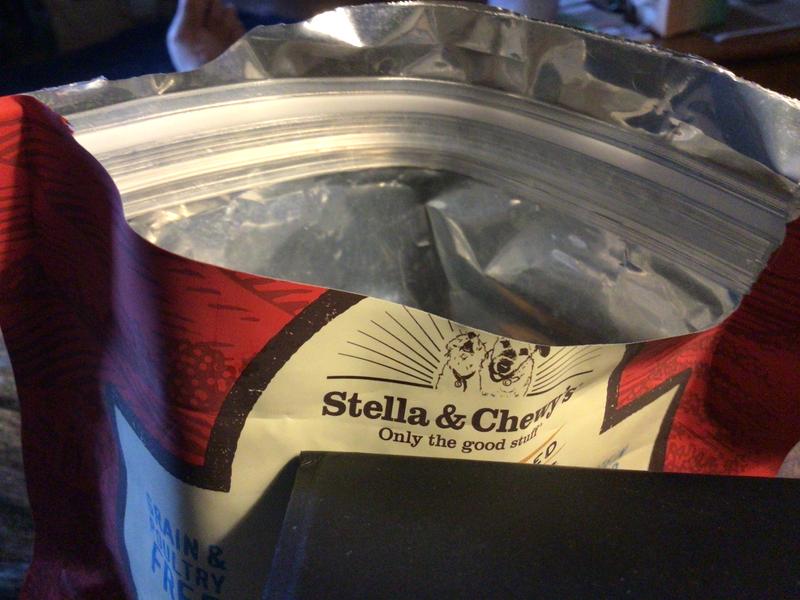 Stella & Chewy's
Only the good stuff
GRAIN &
POULTRY
FREE